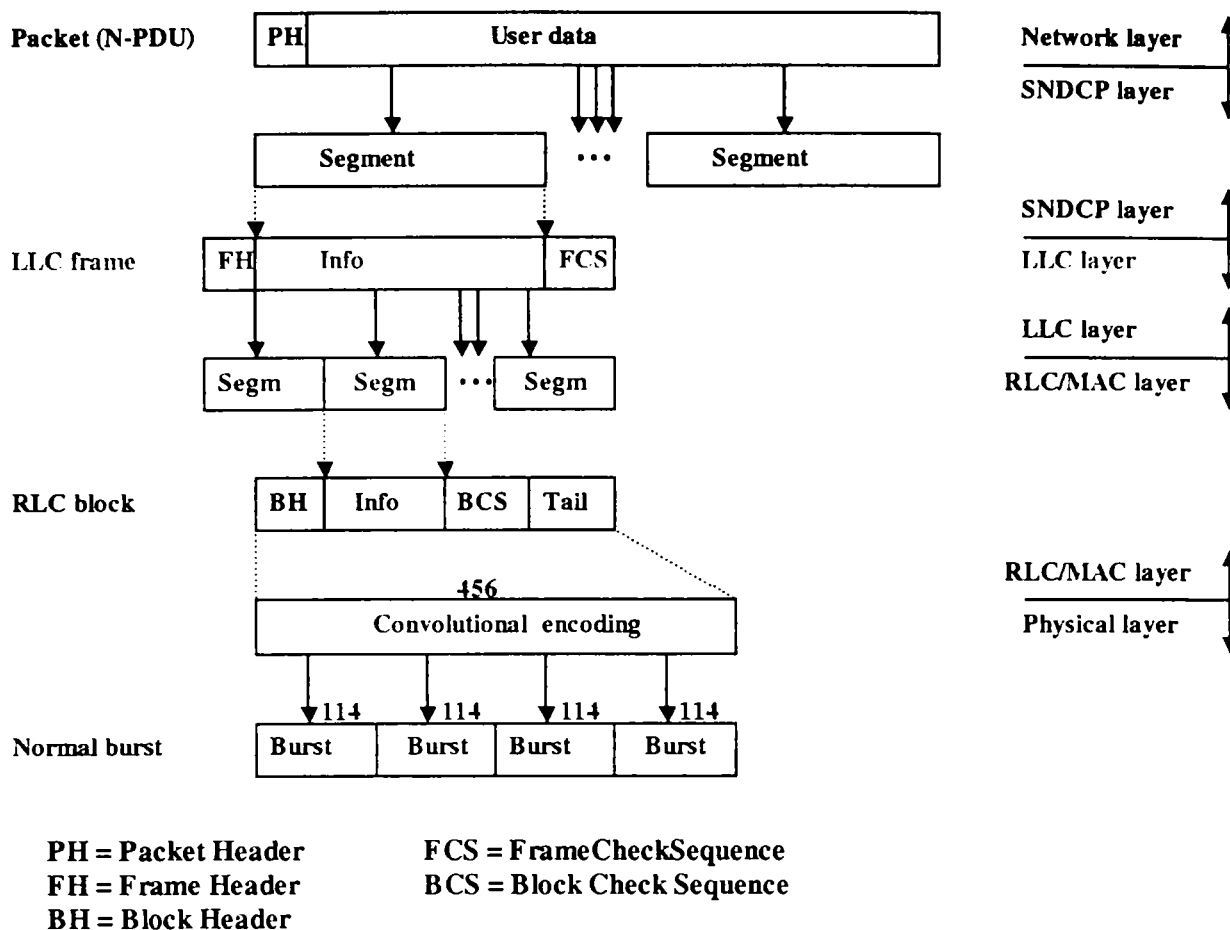 Packet (N-PDU)
PH
User data
Network layer
SNDCP layer
Segment
...
Segment
SNDCP layer
LLC layer
LLC frame
FH
Info
FCS
LLC layer
RLC/MAC layer
Segm
Segm
...
Segm
RLC block
BH
Info
BCS
Tail
RLC/MAC layer
Physical layer
456
Convolutional encoding
114
114
114
114
Normal burst
Burst
Burst
Burst
Burst
PH = Packet Header
FCS = FrameCheckSequence
FH = Frame Header
BCS = Block Check Sequence
BH = Block Header